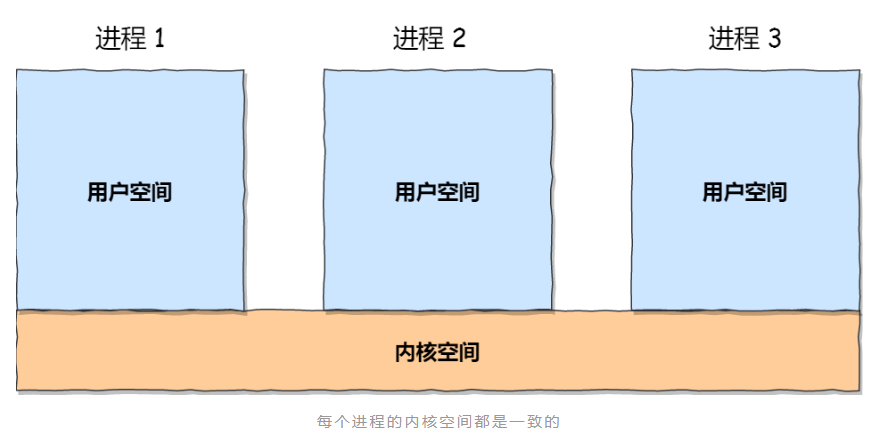 进程 1 进程 2 进程 3
用户空间 用户空间 用户空间
内核空间
每个进程的内核空间都是一致的